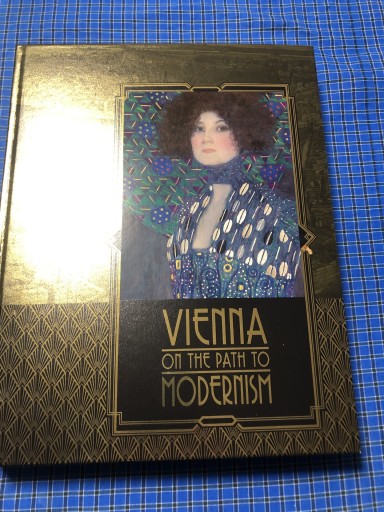 VIENNA
ON THE PATH TO
MODERNISM